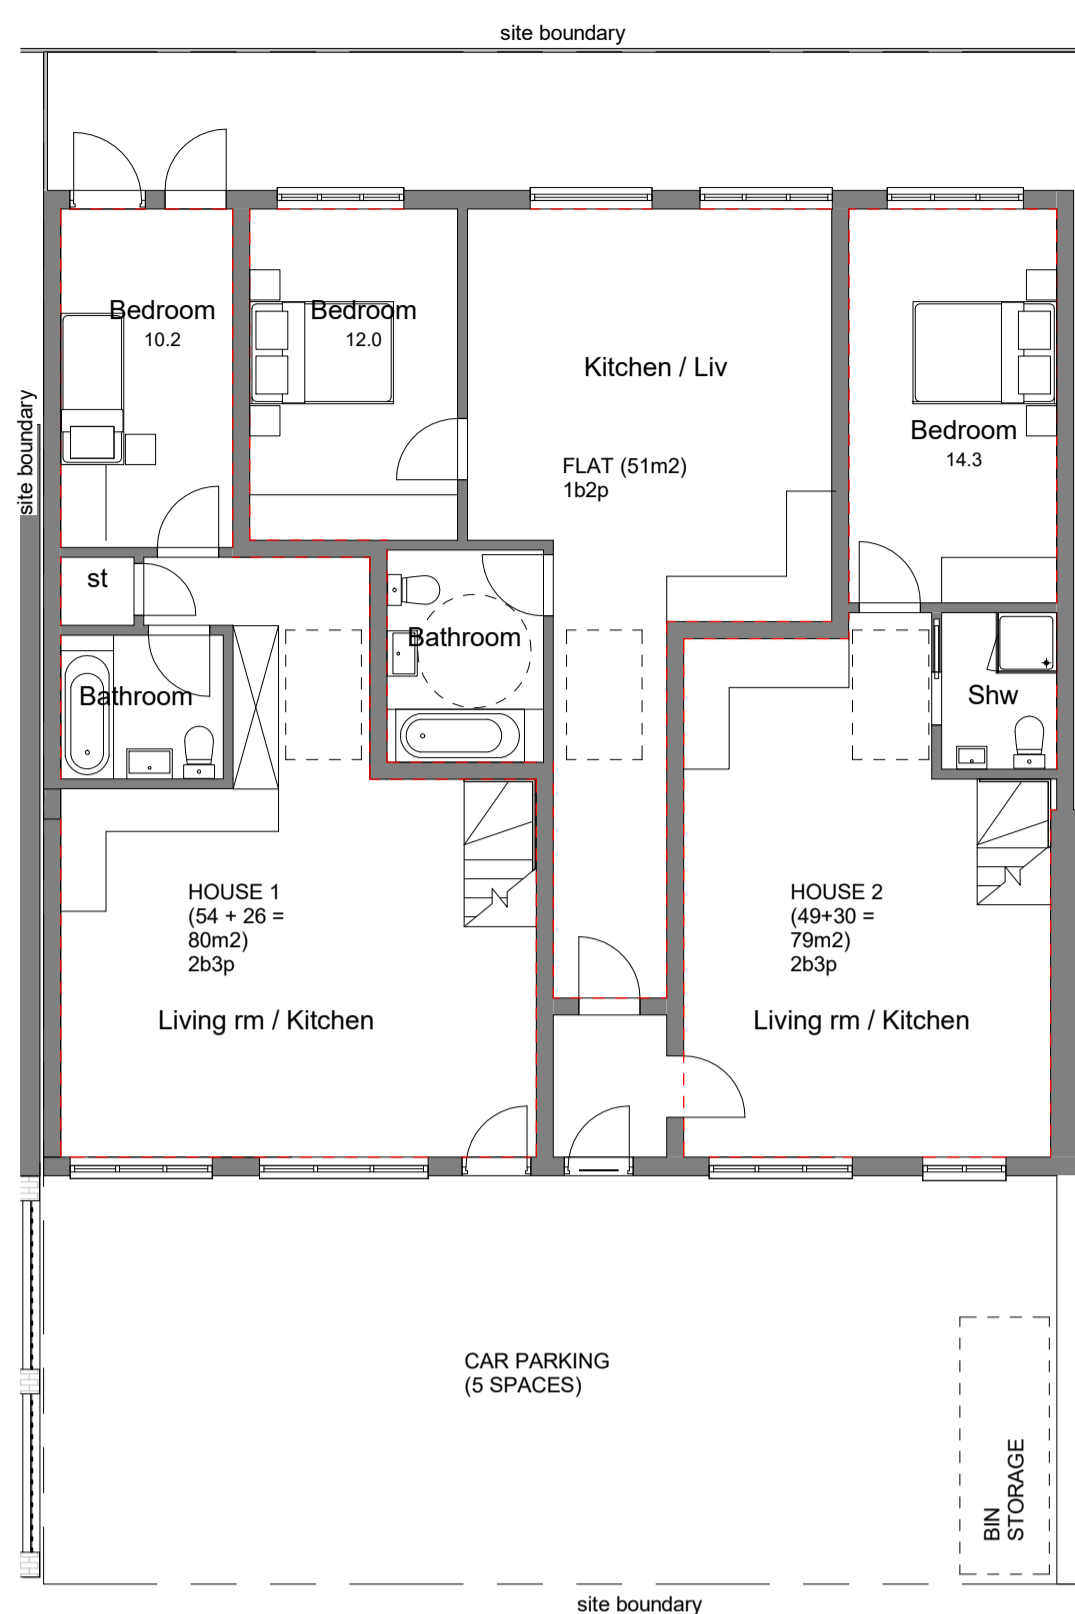 site boundary
site boundary
Bedroom
10.2
Bedroom
12.0
Kitchen / Liv
FLAT (51m2)
1b2p
Bedroom
14.3
st
Bathroom
Bathroom
Shw
HOUSE 1
(54 + 26 =
80m2)
2b3p
Living rm / Kitchen
HOUSE 2
(49+30 =
79m2)
2b3p
Living rm / Kitchen
CAR PARKING
(5 SPACES)
BIN
STORAGE
site boundary